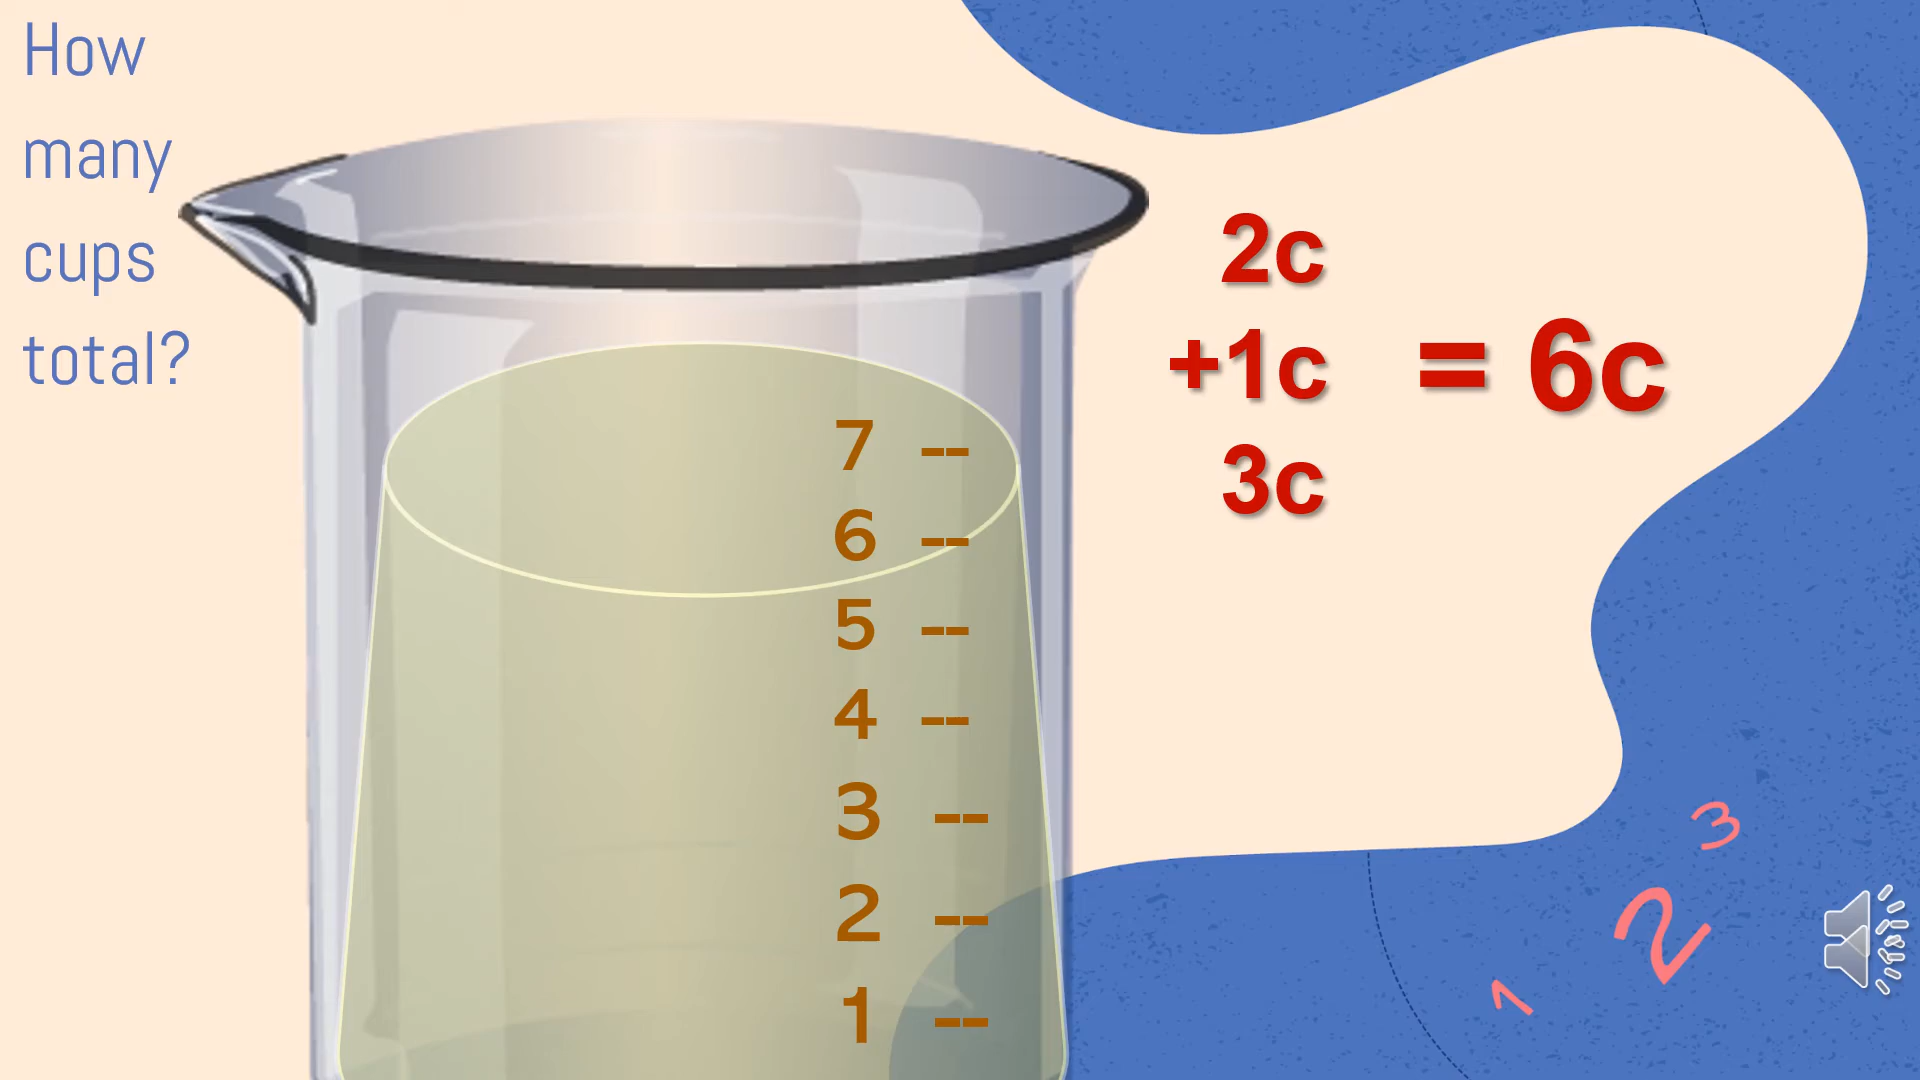 How
many
cups
total?
7 --
6 --
5 --
4 --
3 --
2 --
1 --
2c
+1c = 6c
3c
3
2
1